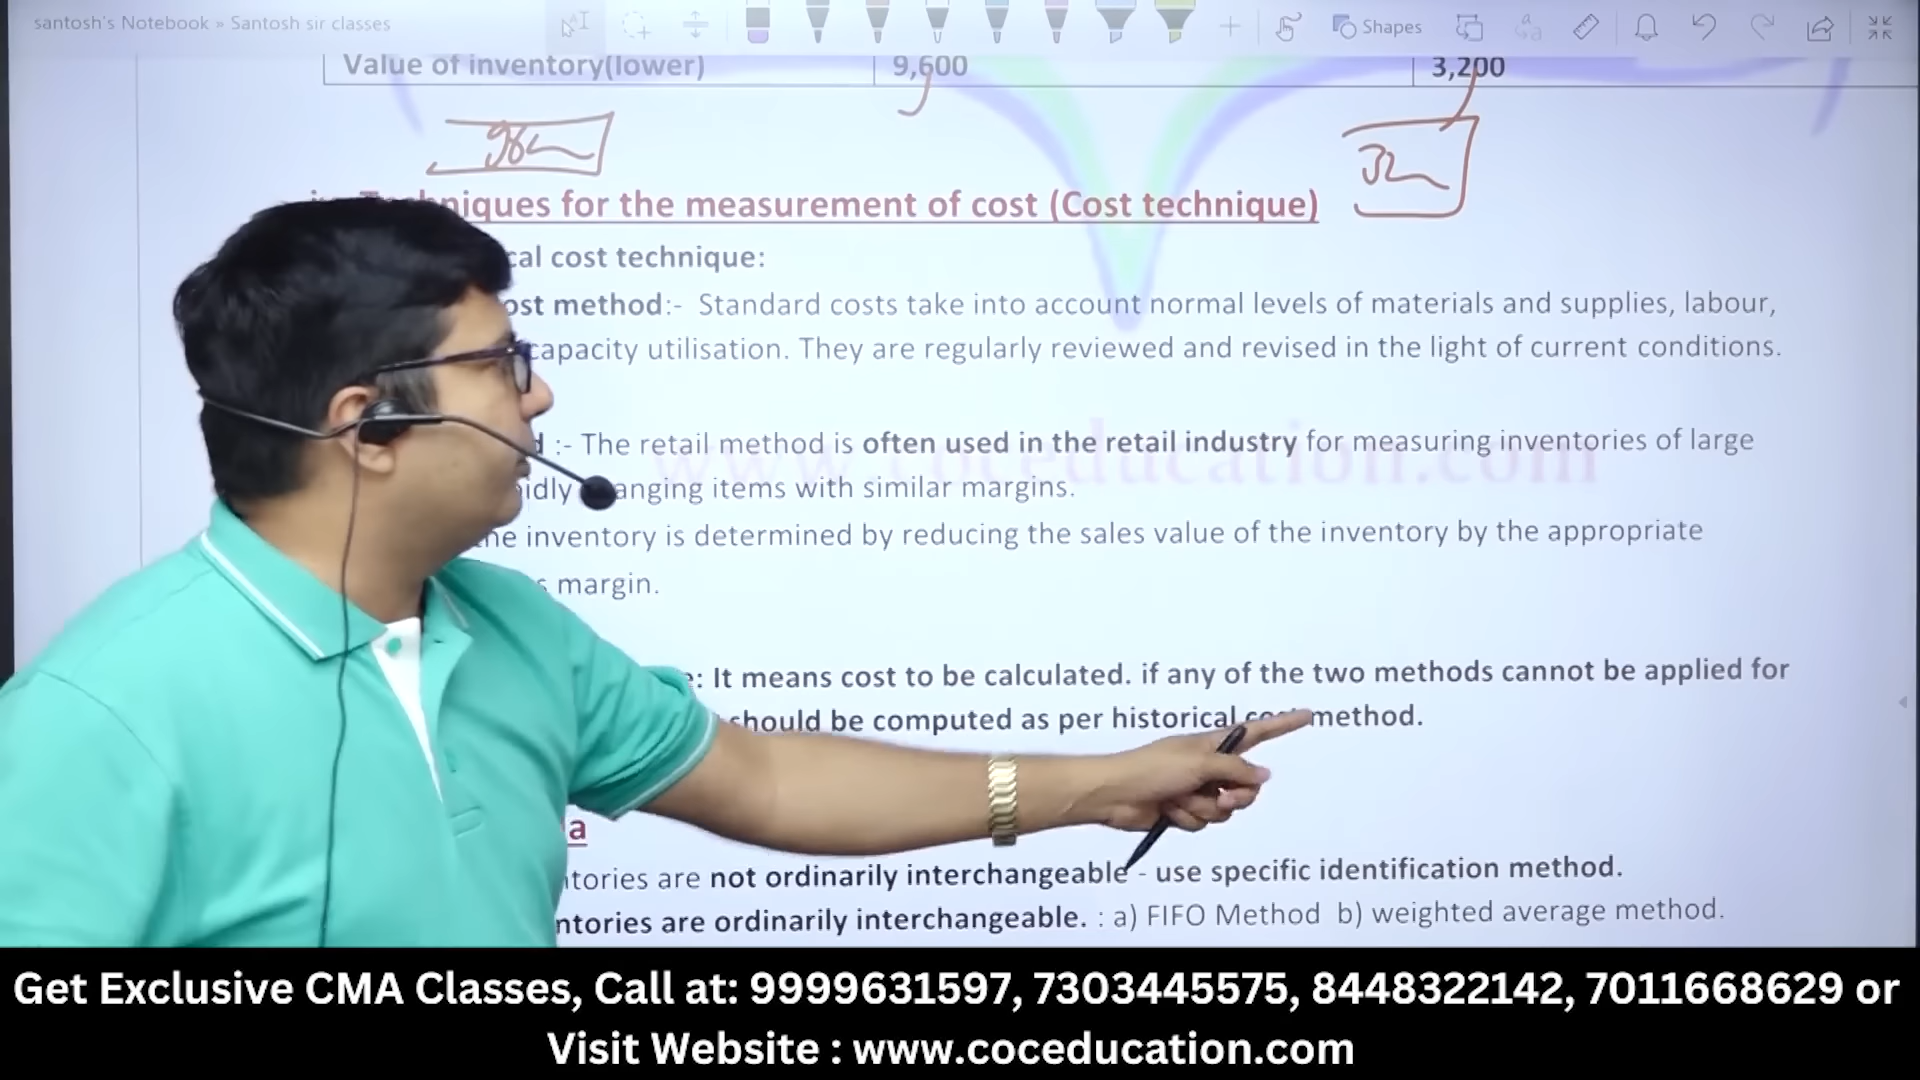 santosh's Notebook » Santosh sir classes
Shapes
Value of inventory(lower) 9,600 3,200
niques for the measurement of cost (Cost technique)
cal cost technique:
ost method:- Standard costs take into account normal levels of materials and supplies, labour,
capacity utilisation. They are regularly reviewed and revised in the light of current conditions.
www.coceducation.com
d :- The retail method is often used in the retail industry for measuring inventories of large
idly anging items with similar margins.
he inventory is determined by reducing the sales value of the inventory by the appropriate
s margin.
e: It means cost to be calculated. if any of the two methods cannot be applied for
should be computed as per historical cost method.
a
ntories are not ordinarily interchangeable - use specific identification method.
ntories are ordinarily interchangeable. : a) FIFO Method b) weighted average method.
Get Exclusive CMA Classes, Call at: 9999631597, 7303445575, 8448322142, 7011668629 or
Visit Website : www.coceducation.com